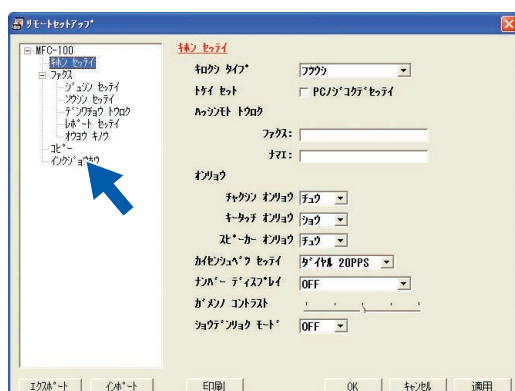 ﾘﾓｰﾄｾｯﾄｱｯﾌﾟ
MFC-100
ｷﾎﾝ ｾｯﾃｲ
ﾌｧｸｽ
ｼﾞｭｼﾝ ｾｯﾃｲ
ｿｳｼﾝ ｾｯﾃｲ
ﾃﾞﾝﾜﾁｮｳ ﾄｳﾛｸ
ﾚﾎﾟｰﾄ ｾｯﾃｲ
ｵｳﾖｳ ｷﾉｳ
ｺﾋﾟｰ
ｲﾝｸｼﾞｮｳﾎｳ
ｷﾎﾝ ｾｯﾃｲ
ｷﾛｸｼ ﾀｲﾌﾟ ﾌﾂｳｼ
ﾄｹｲ ｾｯﾄ PCﾉｼﾞｺｸﾃﾞｾｯﾃｲ
ﾊｯｼﾝﾓﾄ ﾄｳﾛｸ
ﾌｧｸｽ:
ﾅﾏｴ:
ｵﾝﾘｮｳ
ﾁｬｸｼﾝ ｵﾝﾘｮｳ ﾁｭｳ
ｷｰﾀｯﾁ ｵﾝﾘｮｳ ｼｮｳ
ｽﾋﾟｰｶｰ ｵﾝﾘｮｳ ﾁｭｳ
ｶｲｾﾝｼｭﾍﾞﾂ ｾｯﾃｲ ﾀﾞｲﾔﾙ 20PPS
ﾅﾝﾊﾞｰ ﾃﾞｨｽﾌﾟﾚｲ OFF
ｶﾞﾒﾝﾉ ｺﾝﾄﾗｽﾄ
ｼｮｳﾃﾞﾝﾘｮｸ ﾓｰﾄﾞ OFF
ｴｸｽﾎﾟｰﾄ ｲﾝﾎﾟｰﾄ 印刷 OK ｷｬﾝｾﾙ 適用